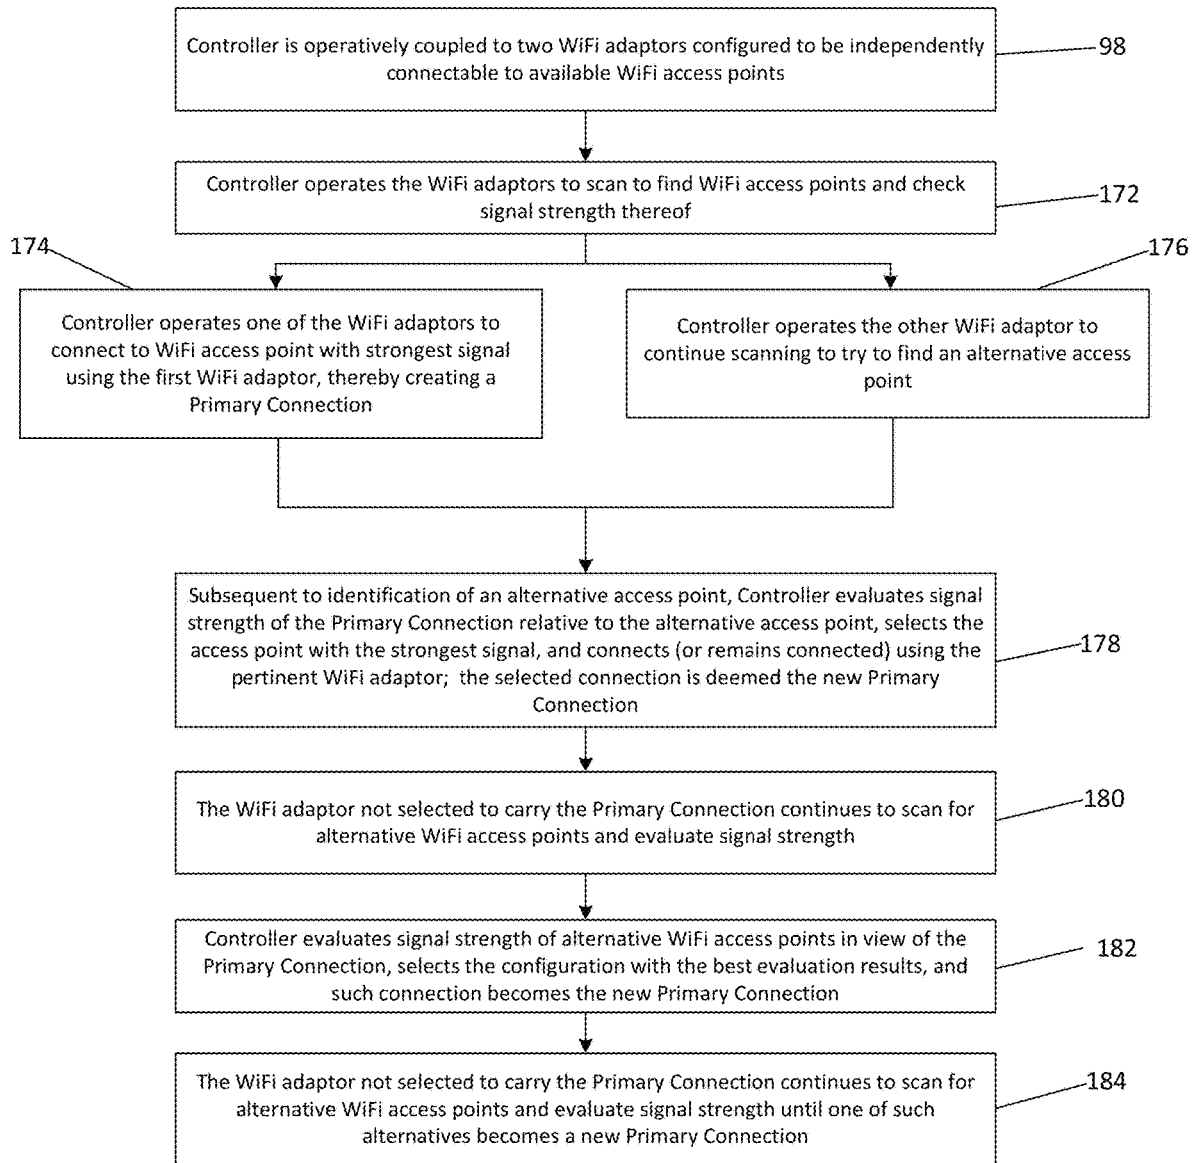 Controller is operatively coupled to two WiFi adaptors configured to be independently
connectable to available WiFi access points
98
Controller operates the WiFi adaptors to scan to find WiFi access points and check
signal strength thereof
172
174
176
Controller operates one of the WiFi adaptors to
connect to WiFi access point with strongest signal
using the first WiFi adaptor, thereby creating a
Primary Connection
Controller operates the other WiFi adaptor to
continue scanning to try to find an alternative access
point
Subsequent to identification of an alternative access point, Controller evaluates signal
strength of the Primary Connection relative to the alternative access point, selects the
access point with the strongest signal, and connects (or remains connected) using the
pertinent WiFi adaptor; the selected connection is deemed the new Primary
Connection
178
The WiFi adaptor not selected to carry the Primary Connection continues to scan for
alternative WiFi access points and evaluate signal strength
180
Controller evaluates signal strength of alternative WiFi access points in view of the
Primary Connection, selects the configuration with the best evaluation results, and
such connection becomes the new Primary Connection
182
The WiFi adaptor not selected to carry the Primary Connection continues to scan for
alternative WiFi access points and evaluate signal strength until one of such
alternatives becomes a new Primary Connection
184